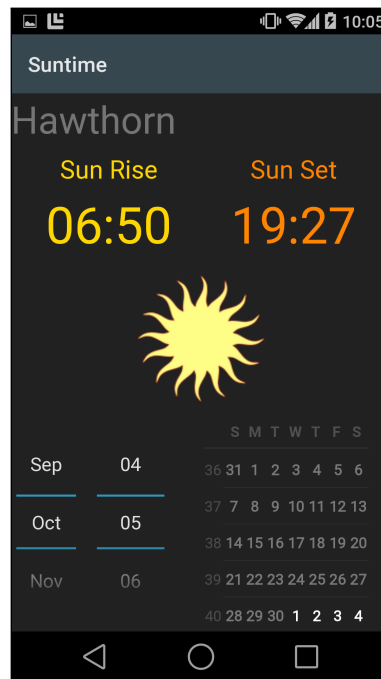 10:05
Suntime
Hawthorn
Sun Rise Sun Set
06:50 19:27
S M T W T F S
Sep 04
36 31 1 2 3 4 5 6
37 7 8 9 10 11 12 13
Oct 05
38 14 15 16 17 18 19 20
Nov 06
39 21 22 23 24 25 26 27
40 28 29 30 1 2 3 4